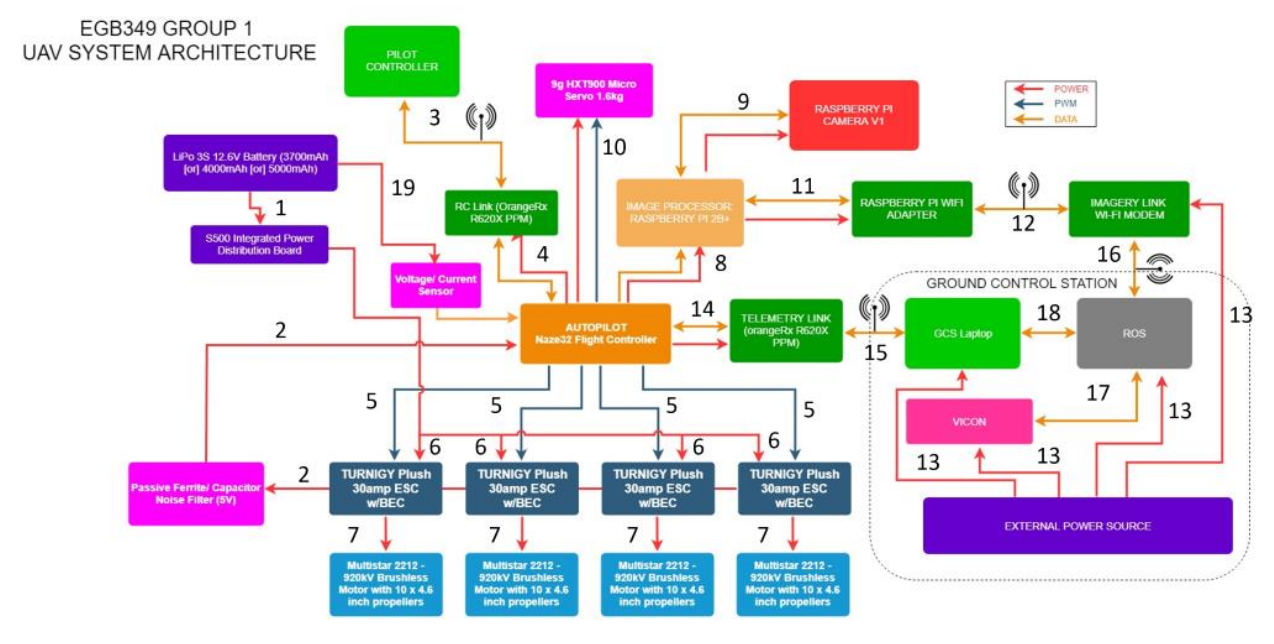 EGB349 GROUP 1
UAV SYSTEM ARCHITECTURE
PILOT
CONTROLLER
9g HXT900 Micro
Servo 1.6kg
RASPBERRY PI
CAMERA V1
POWER
PWM
DATA
3
9
10
LiPo 3S 12.6V Battery (3700mAh
[or] 4000mAh [or] 5000mAh)
19
1
RC Link (OrangeRx
R620X PPM)
IMAGE PROCESSOR:
RASPBERRY PI 2B+
11
RASPBERRY PI WIFI
ADAPTER
12
IMAGERY LINK
WI-FI MODEM
S500 Integrated Power
Distribution Board
4
8
16
Voltage/ Current
Sensor
GROUND CONTROL STATION
AUTOPILOT
Naze32 Flight Controller
14
TELEMETRY LINK
(orangeRx R620X
PPM)
15
GCS Laptop
18
ROS
13
2
5
5
5
5
17
VICON
13
13
13
6
6
6
6
Passive Ferrite/ Capacitor
Noise Filter (5V)
2
TURNIGY Plush
30amp ESC
w/BEC
TURNIGY Plush
30amp ESC
w/BEC
TURNIGY Plush
30amp ESC
w/BEC
TURNIGY Plush
30amp ESC
w/BEC
EXTERNAL POWER SOURCE
7
7
7
7
Multistar 2212 -
920kV Brushless
Motor with 10 x 4.6
inch propellers
Multistar 2212 -
920kV Brushless
Motor with 10 x 4.6
inch propellers
Multistar 2212 -
920kV Brushless
Motor with 10 x 4.6
inch propellers
Multistar 2212 -
920kV Brushless
Motor with 10 x 4.6
inch propellers